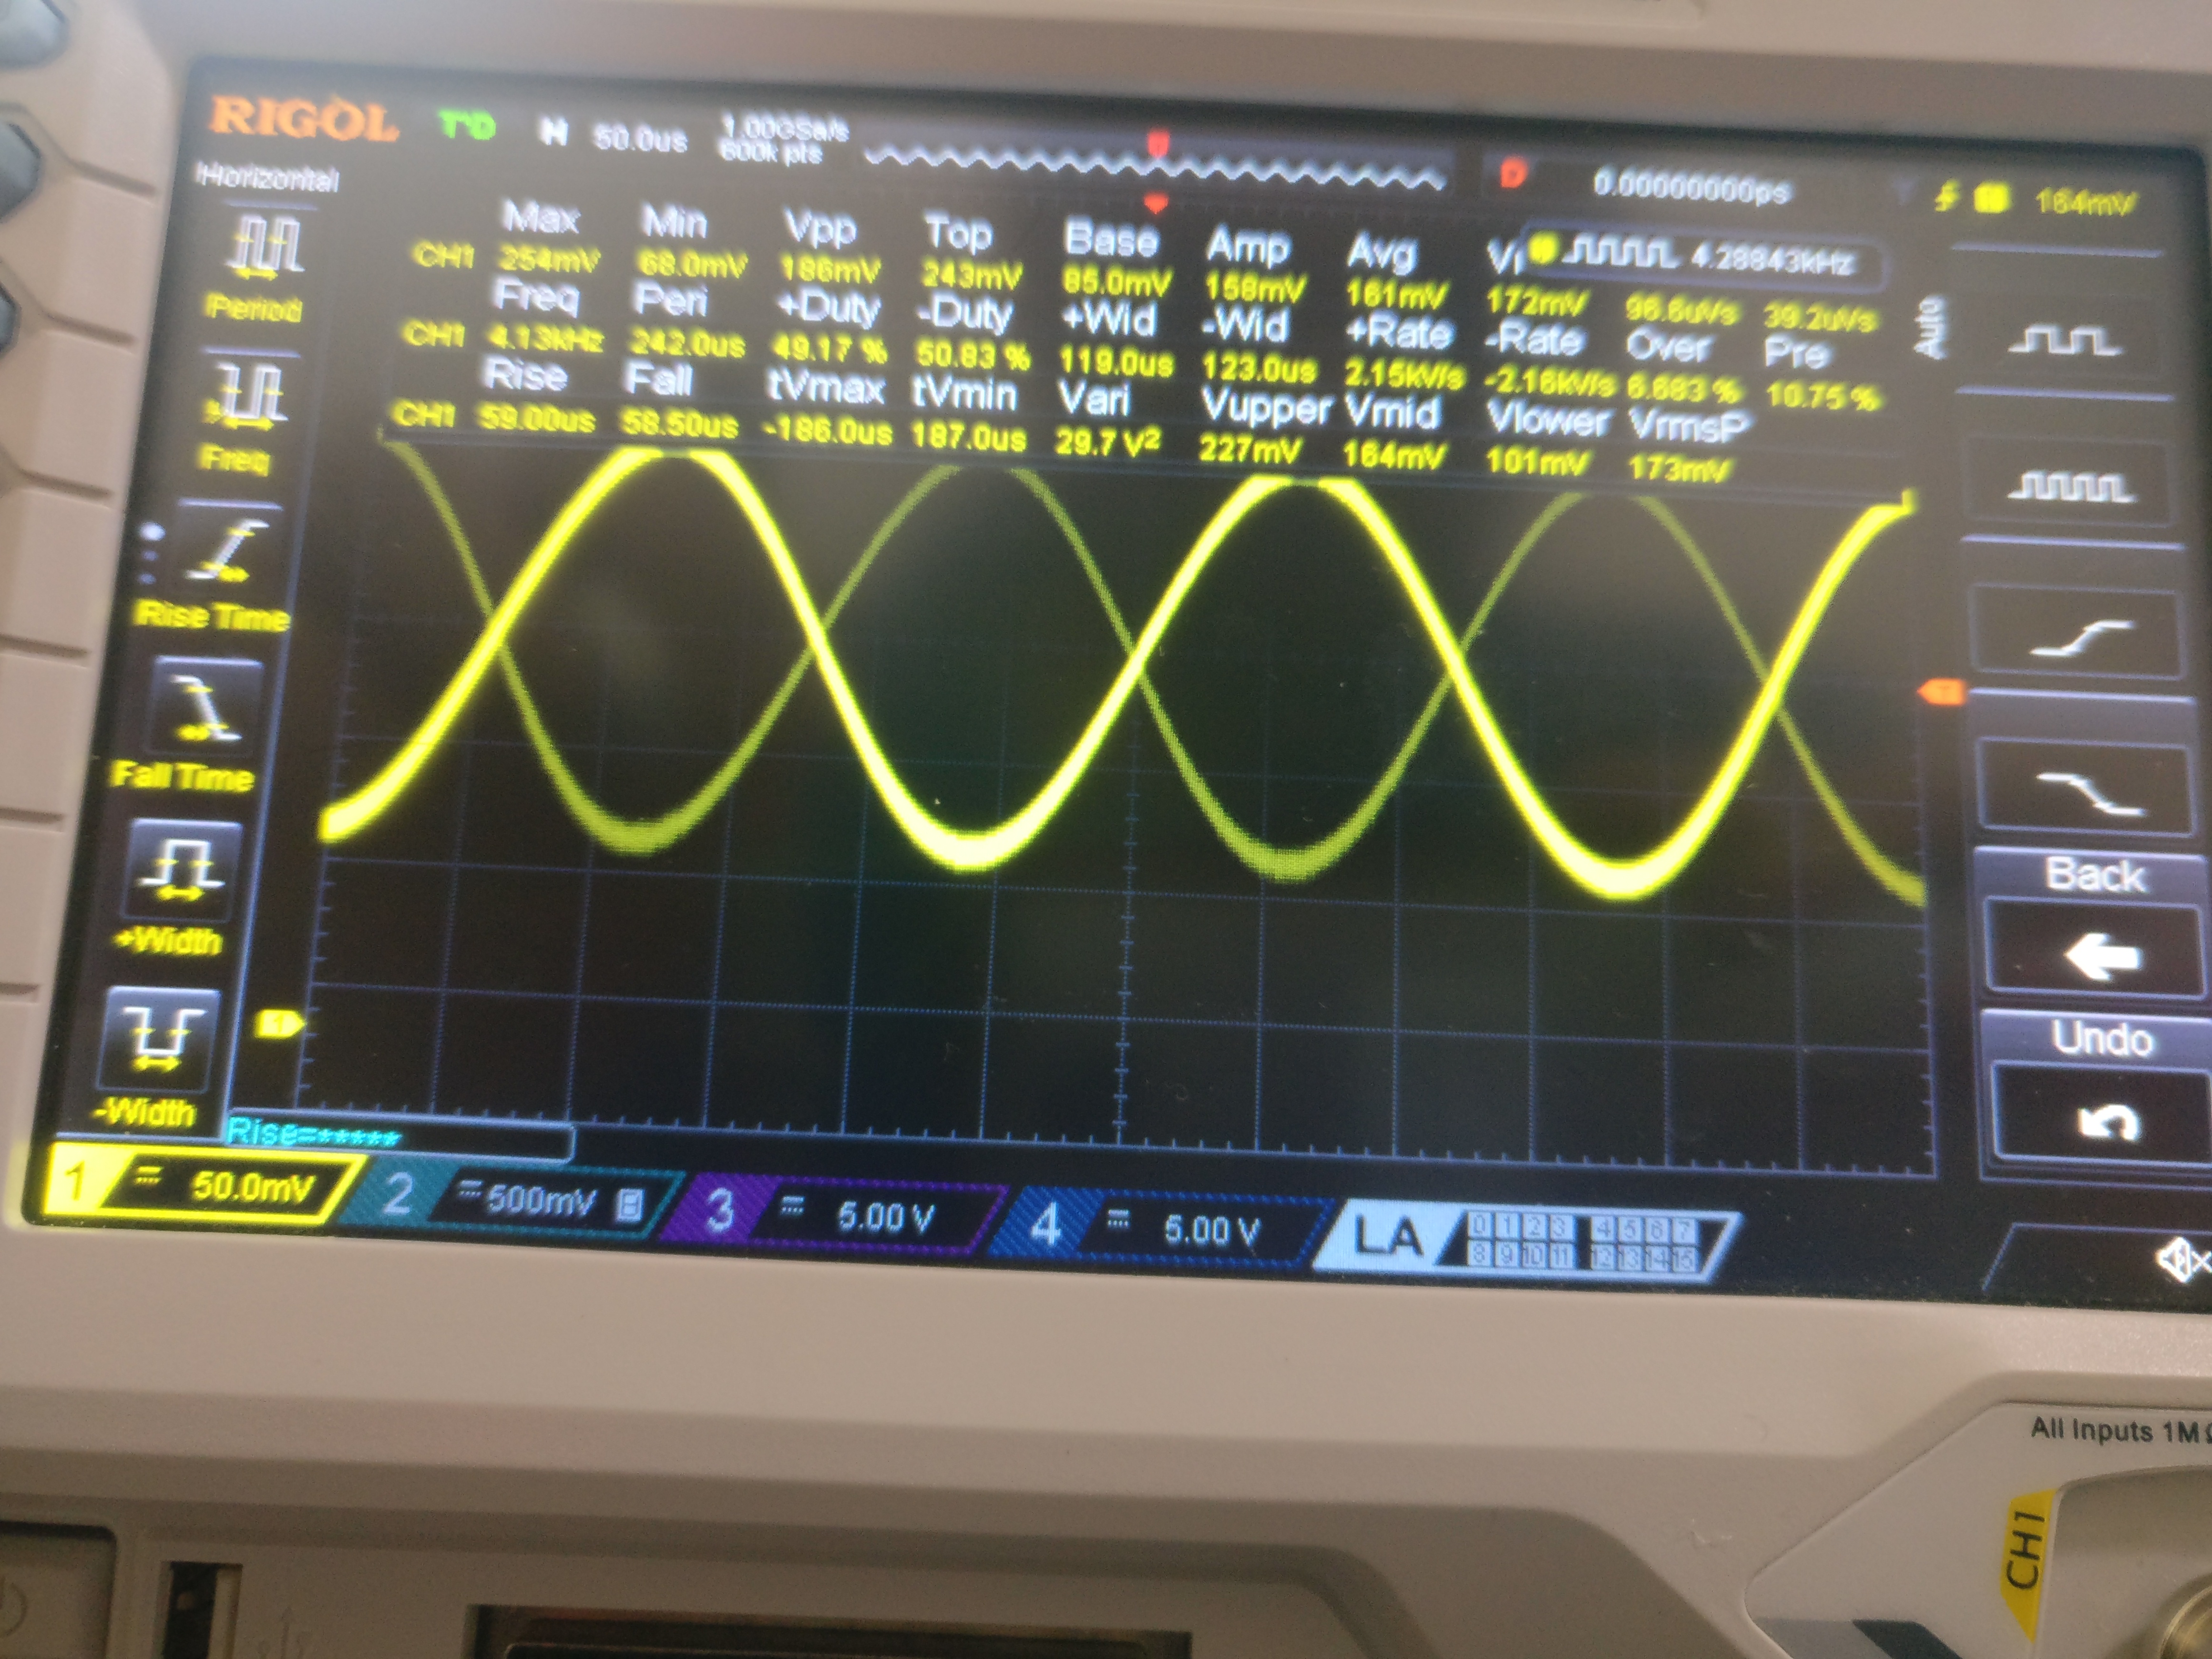 RIGOL T'D H 50.0us 1.00GSa/s 600k pts D 0.00000000ps 1 164mV
Horizontal
Max Min Vpp Top Base Amp Avg 4.28843kHz
CH1 254mV 68.0mV 186mV 243mV 85.0mV 158mV 161mV 172mV 96.6uVs 39.2uVs
Freq Peri +Duty -Duty +Wid -Wid +Rate -Rate Over Pre
CH1 4.13kHz 242.0us 49.17 % 50.83 % 119.0us 123.0us 2.15kV/s -2.16kV/s 6.683 % 10.75 %
Rise Fall tVmax tVmin Vari Vupper Vmid Vlower VrmsP
CH1 59.00us 58.50us -186.0us 187.0us 29.7 V² 227mV 164mV 101mV 173mV
Auto
Period
Freq
Rise Time
Fall Time
+Width
-Width
Back
Undo
Rise=*****
1 50.0mV 2 500mV B 3 5.00 V 4 5.00 V LA 0 1 2 3 4 5 6 7
8 9 10 11 12 13 14 15
All Inputs 1MΩ
CH1